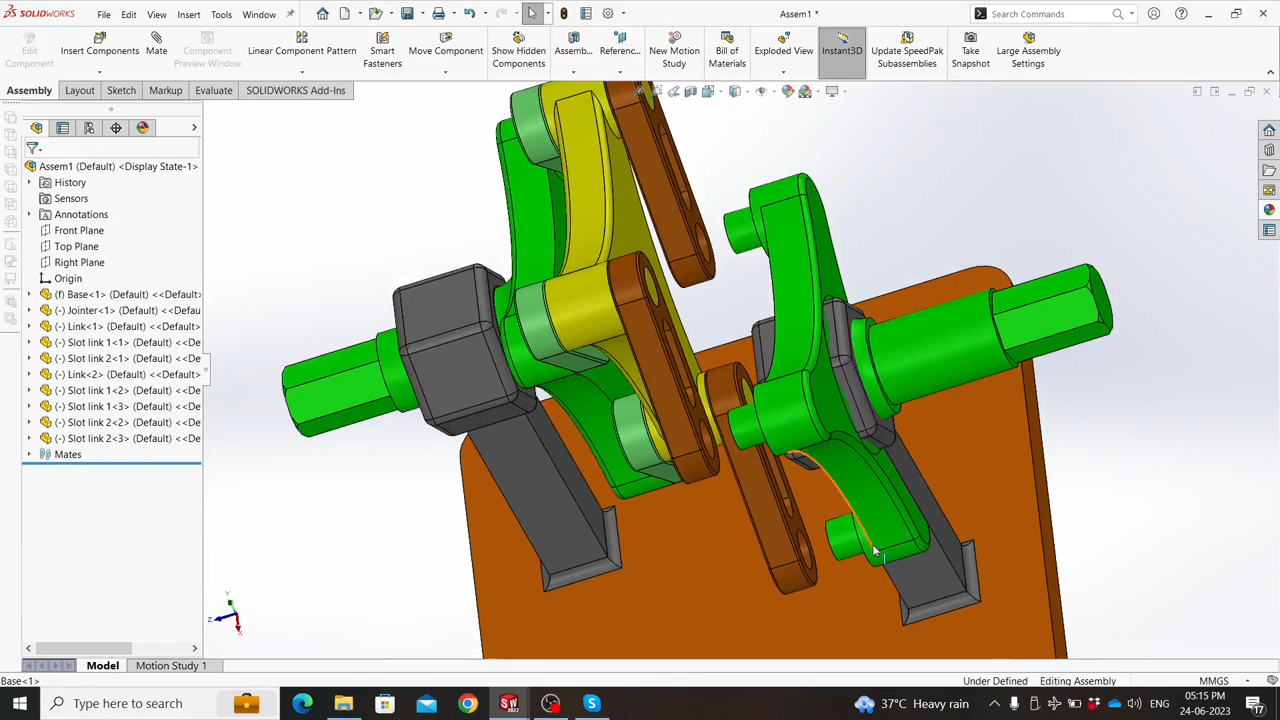 SOLIDWORKS
File
Edit
View
Insert
Tools
Window
Assem1 *
Search Commands
Edit
Component
Insert Components
Mate
Component
Preview Window
Linear Component Pattern
Smart
Fasteners
Move Component
Show Hidden
Components
Assemb...
Referenc...
New Motion
Study
Bill of
Materials
Exploded View
Instant3D
Update SpeedPak
Subassemblies
Take
Snapshot
Large Assembly
Settings
Assembly
Layout
Sketch
Markup
Evaluate
SOLIDWORKS Add-Ins
Assem1 (Default) <Display State-1>
History
Sensors
Annotations
Front Plane
Top Plane
Right Plane
Origin
(f) Base<1> (Default) <<Default>
(-) Jointer<1> (Default) <<Defau
(-) Link<1> (Default) <<Default>
(-) Slot link 1<1> (Default) <<De
(-) Slot link 2<1> (Default) <<De
(-) Link<2> (Default) <<Default>
(-) Slot link 1<2> (Default) <<De
(-) Slot link 1<3> (Default) <<De
(-) Slot link 2<2> (Default) <<De
(-) Slot link 2<3> (Default) <<De
Mates
Y
Z
X
Model
Motion Study 1
Base<1>
Under Defined
Editing Assembly
MMGS
Type here to search
SW
2021
37°C Heavy rain
ENG
05:15 PM
24-06-2023
17